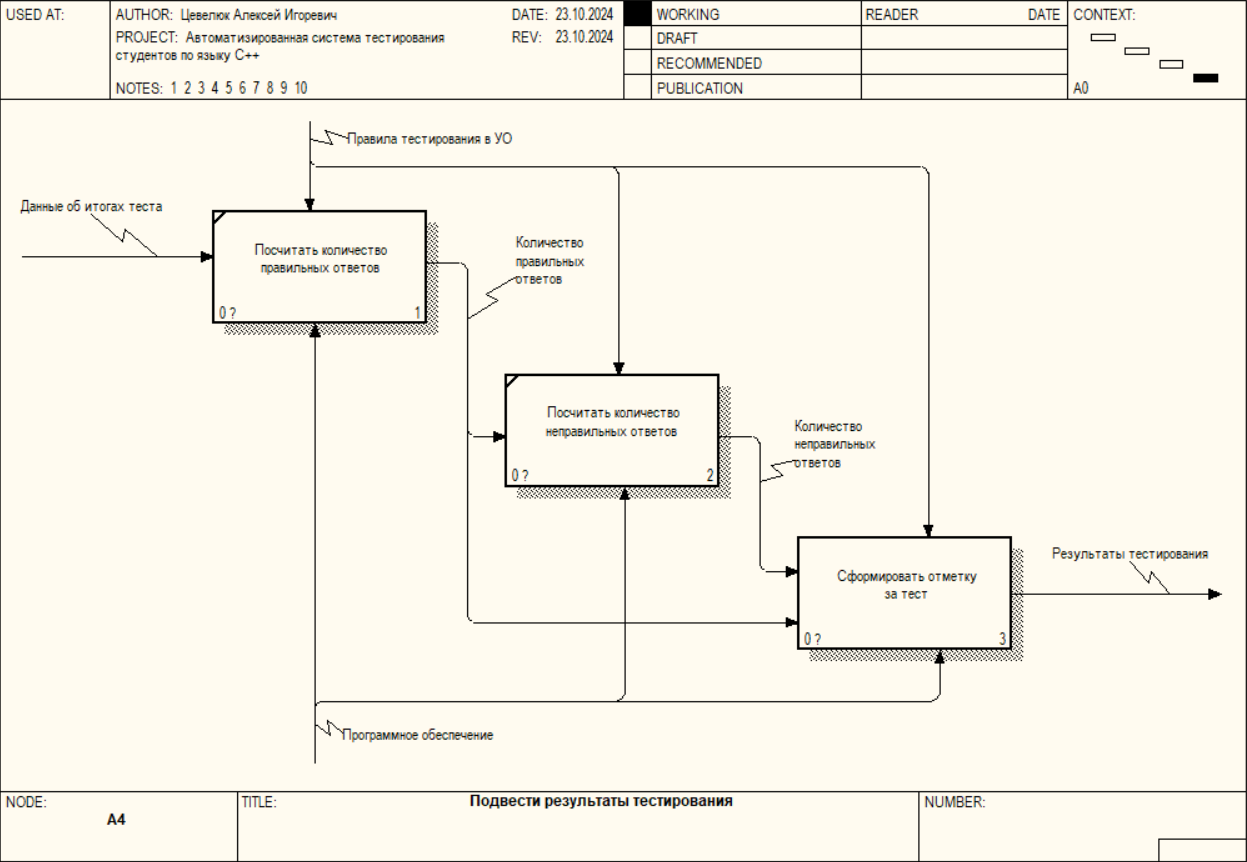 USED AT:
AUTHOR: Цевелюк Алексей Игоревич
DATE: 23.10.2024
WORKING
READER
DATE
CONTEXT:
PROJECT: Автоматизированная система тестирования
студентов по языку С++
REV: 23.10.2024
DRAFT
RECOMMENDED
NOTES: 1 2 3 4 5 6 7 8 9 10
PUBLICATION
A0
Правила тестирования в УО
Данные об итогах теста
Посчитать количество
правильных ответов
0 ?
1
Количество
правильных
ответов
Посчитать количество
неправильных ответов
0 ?
2
Количество
неправильных
ответов
Сформировать отметку
за тест
0 ?
3
Результаты тестирования
Программное обеспечение
NODE:
A4
TITLE:
Подвести результаты тестирования
NUMBER: